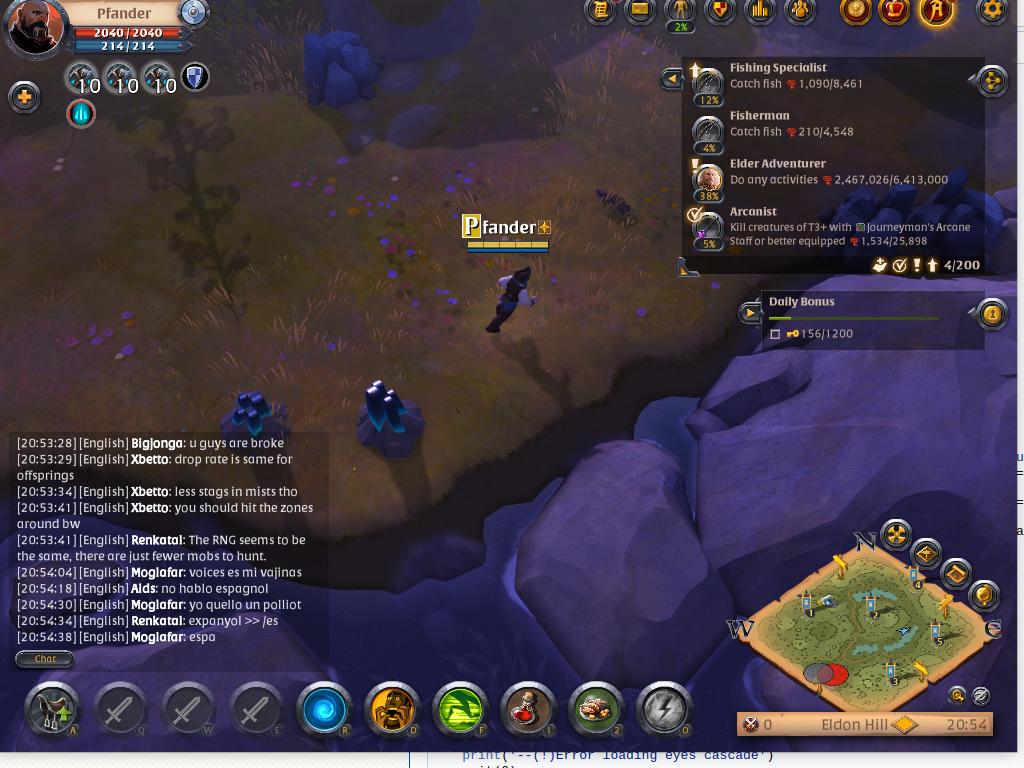 Pfander
2040 / 2040
214 / 214
2%
10 10 10
Fishing Specialist
Catch fish 1,090/8,461
12%
Fisherman
Catch fish 210/4,548
4%
Elder Adventurer
Do any activities 2,467,026/6,413,000
38%
Arcanist
Kill creatures of T3+ with Journeyman's Arcane
Staff or better equipped 1,534/25,898
5%
4/200
Daily Bonus
156/1200
Pfander
[20:53:28] [English] Bigjonga: u guys are broke
[20:53:29] [English] Xbetto: drop rate is same for
offsprings
[20:53:34] [English] Xbetto: less stags in mists tho
[20:53:41] [English] Xbetto: you should hit the zones
around bw
[20:53:41] [English] Renkatal: The RNG seems to be
the same, there are just fewer mobs to hunt.
[20:54:04] [English] Moglafar: voices es mi vajinas
[20:54:18] [English] Alds: no hablo espagnol
[20:54:30] [English] Moglafar: yo quello un polliot
[20:54:34] [English] Renkatal: expanyol >> /es
[20:54:38] [English] Moglafar: espa
Chat
A Q W E R D F 1 2 O
N
W
E
1
2
3
4
5
0 Eldon Hill 20:54
print('--(!)Error loading eyes cascade')